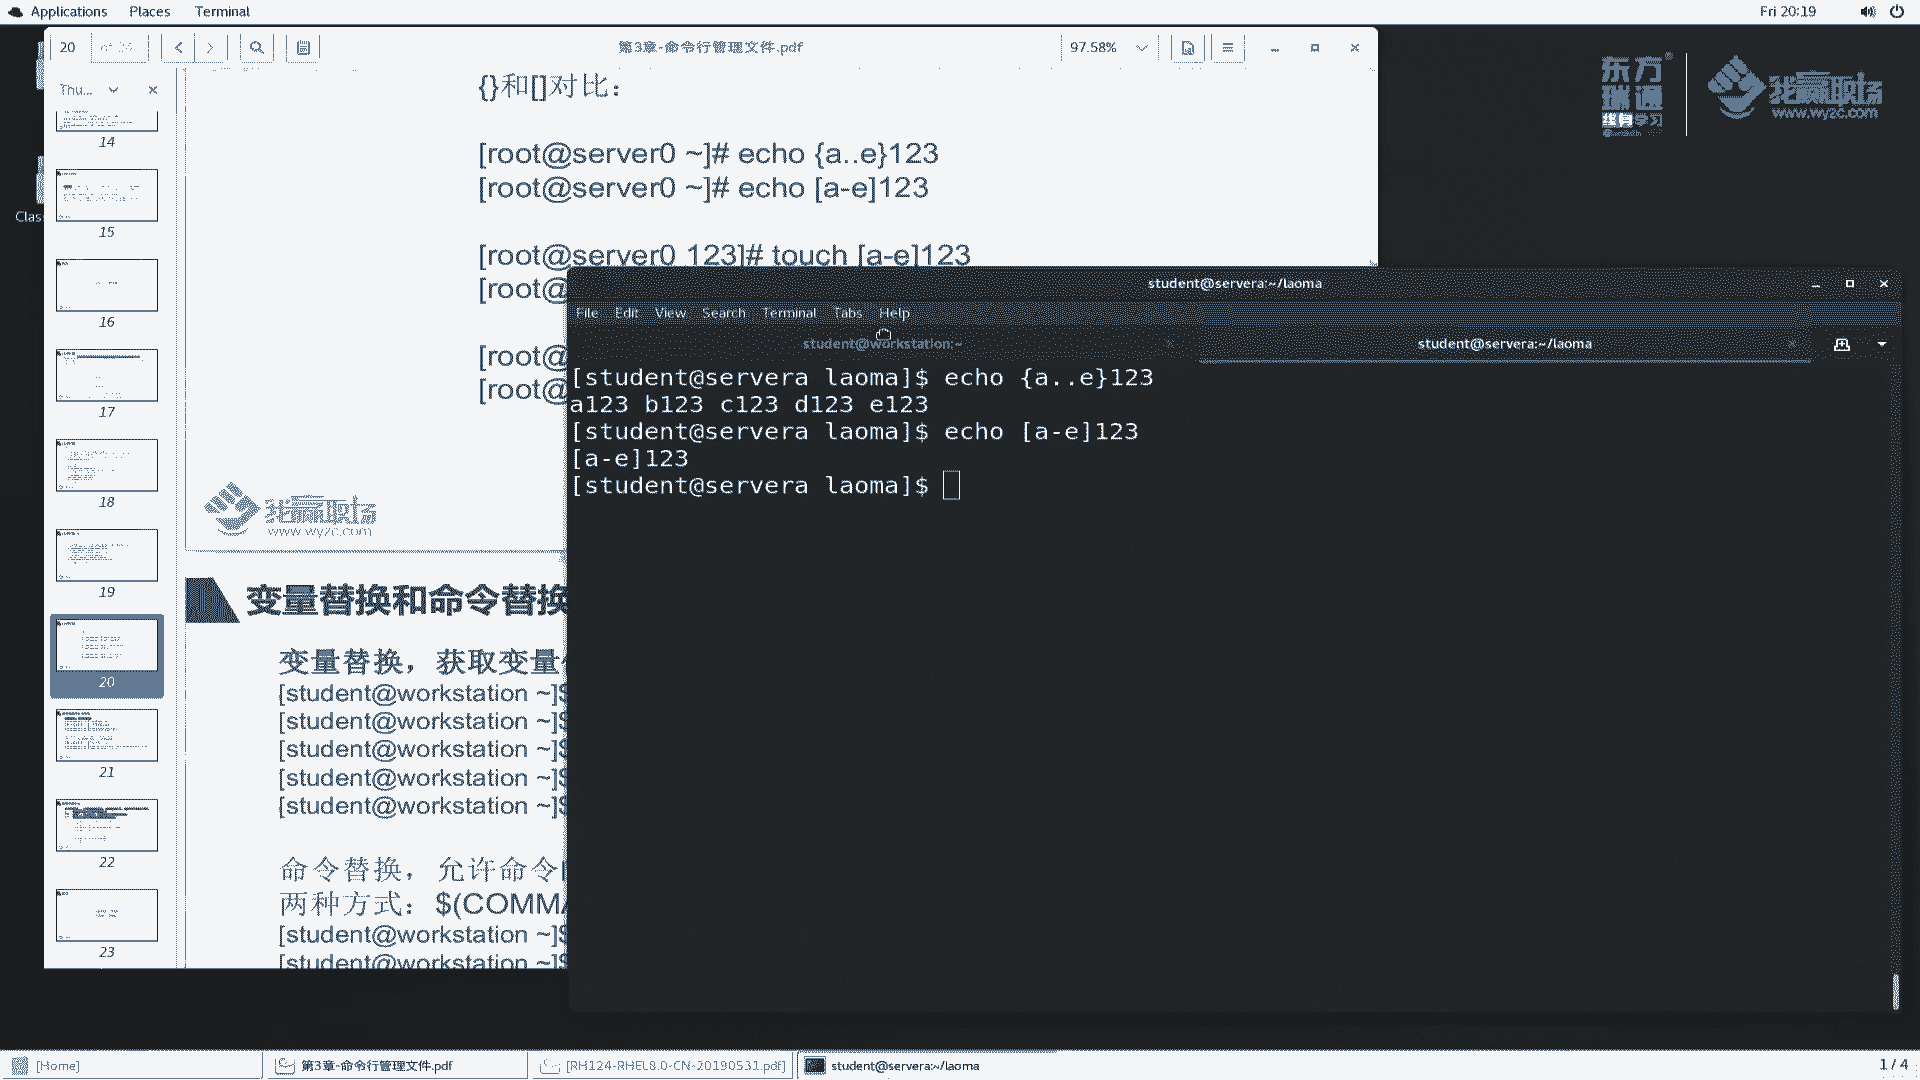 Applications Places Terminal
Fri 20:19
20
第3章-命令行管理文件.pdf
97.58%
Thu...
14
15
16
17
18
19
20
21
22
23
Clas
{}和[]对比：
[root@server0 ~]# echo {a..e}123
[root@server0 ~]# echo [a-e]123
[root@server0 123]# touch [a-e]123
[root@
[root@
[root@
我赢职场
www.wyzc.com
变量替换和命令替换
变量替换，获取变量
[student@workstation ~]$
[student@workstation ~]$
[student@workstation ~]$
[student@workstation ~]$
[student@workstation ~]$
命令替换，允许命令
两种方式：$(COMMA
[student@workstation ~]$
[student@workstation ~]$
东方
瑞通
终身学习
我赢职场
www.wyzc.com
student@servera:~/laoma
File Edit View Search Terminal Tabs Help
student@workstation:~
student@servera:~/laoma
[student@servera laoma]$ echo {a..e}123
a123 b123 c123 d123 e123
[student@servera laoma]$ echo [a-e]123
[a-e]123
[student@servera laoma]$
[Home]
第3章-命令行管理文件.pdf
[RH124-RHEL8.0-CN-20190531.pdf]
student@servera:~/laoma
1 / 4